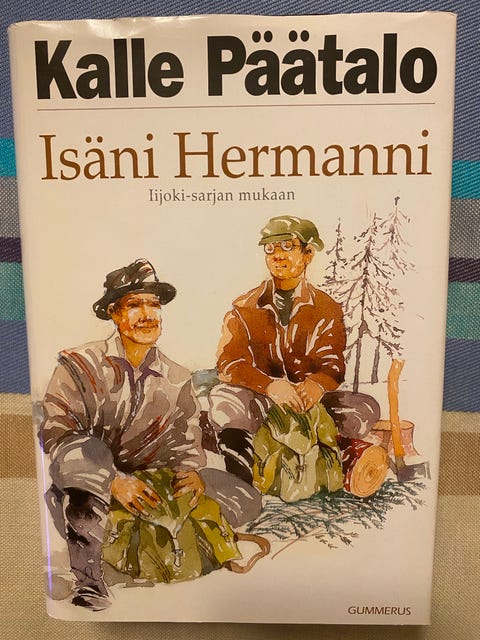 Kalle Päätalo
Isäni Hermanni
Iijoki-sarjan mukaan
GUMMERUS